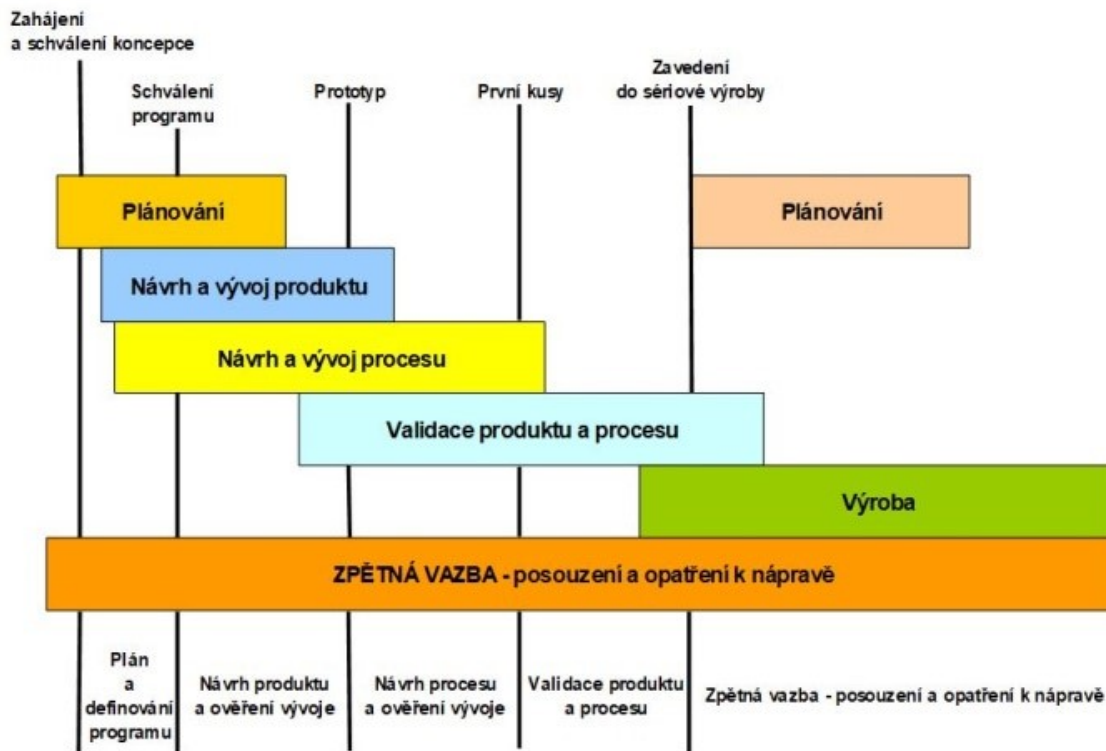 Zahájení
a schválení koncepce
Schválení
programu
Prototyp
První kusy
Zavedení
do sériové výroby
Plánování
Plánování
Návrh a vývoj produktu
Návrh a vývoj procesu
Validace produktu a procesu
Výroba
ZPĚTNÁ VAZBA - posouzení a opatření k nápravě
Plán
a
definování
programu
Návrh produktu
a ověření vývoje
Návrh procesu
a ověření vývoje
Validace produktu
a procesu
Zpětná vazba - posouzení a opatření k nápravě